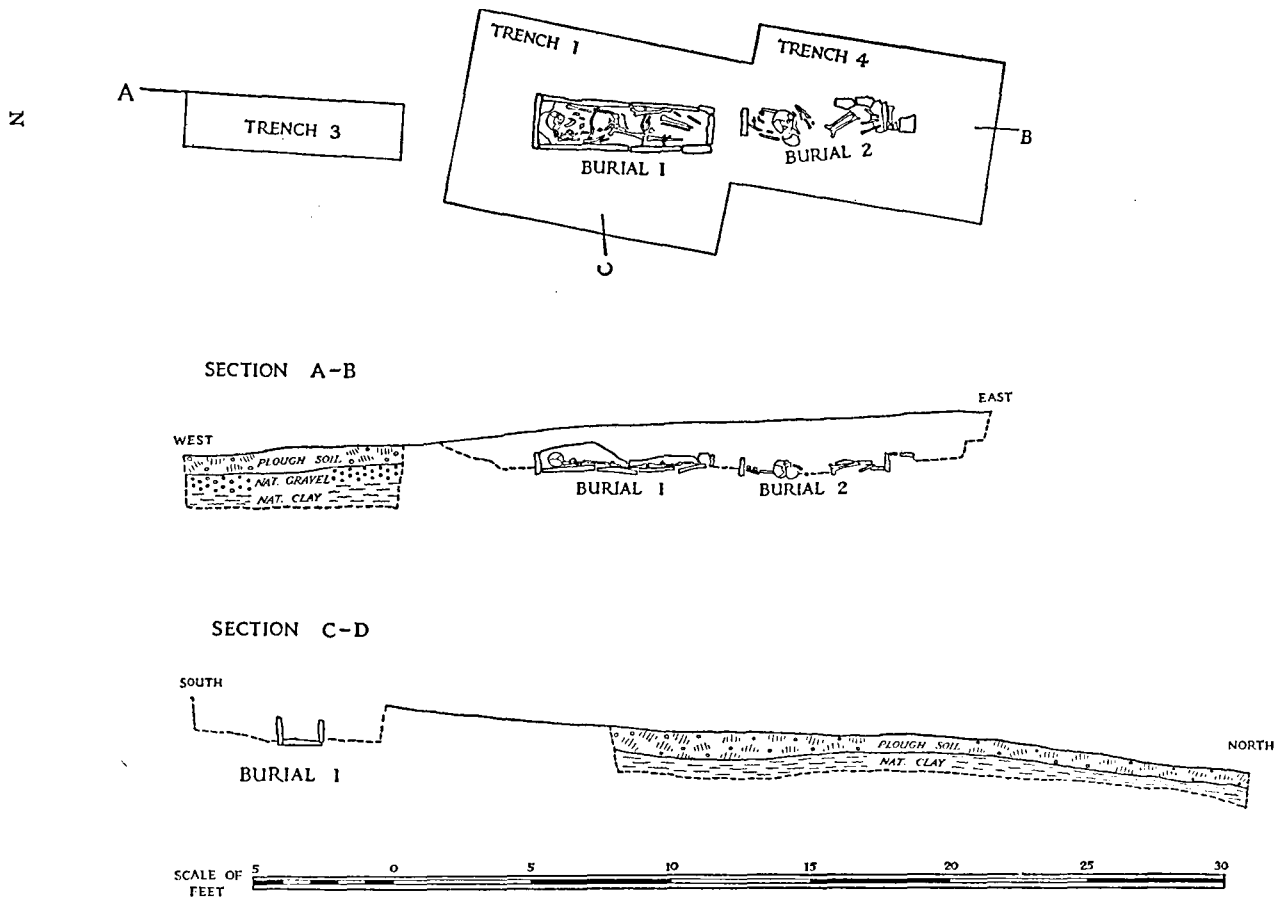 TRENCH 1
TRENCH 4
A
N
TRENCH 3
B
BURIAL 1
BURIAL 2
C
SECTION A-B
EAST
WEST
PLOUGH SOIL
NAT. GRAVEL
NAT. CLAY
BURIAL 1
BURIAL 2
SECTION C-D
SOUTH
NORTH
PLOUGH SOIL
NAT. CLAY
BURIAL 1
SCALE OF
FEET
5 0 5 10 15 20 25 30